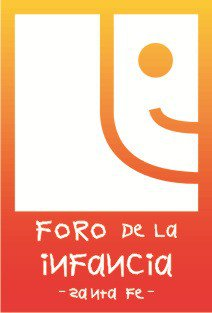 FORO DE LA
INFANCIA
- SANTA FE -